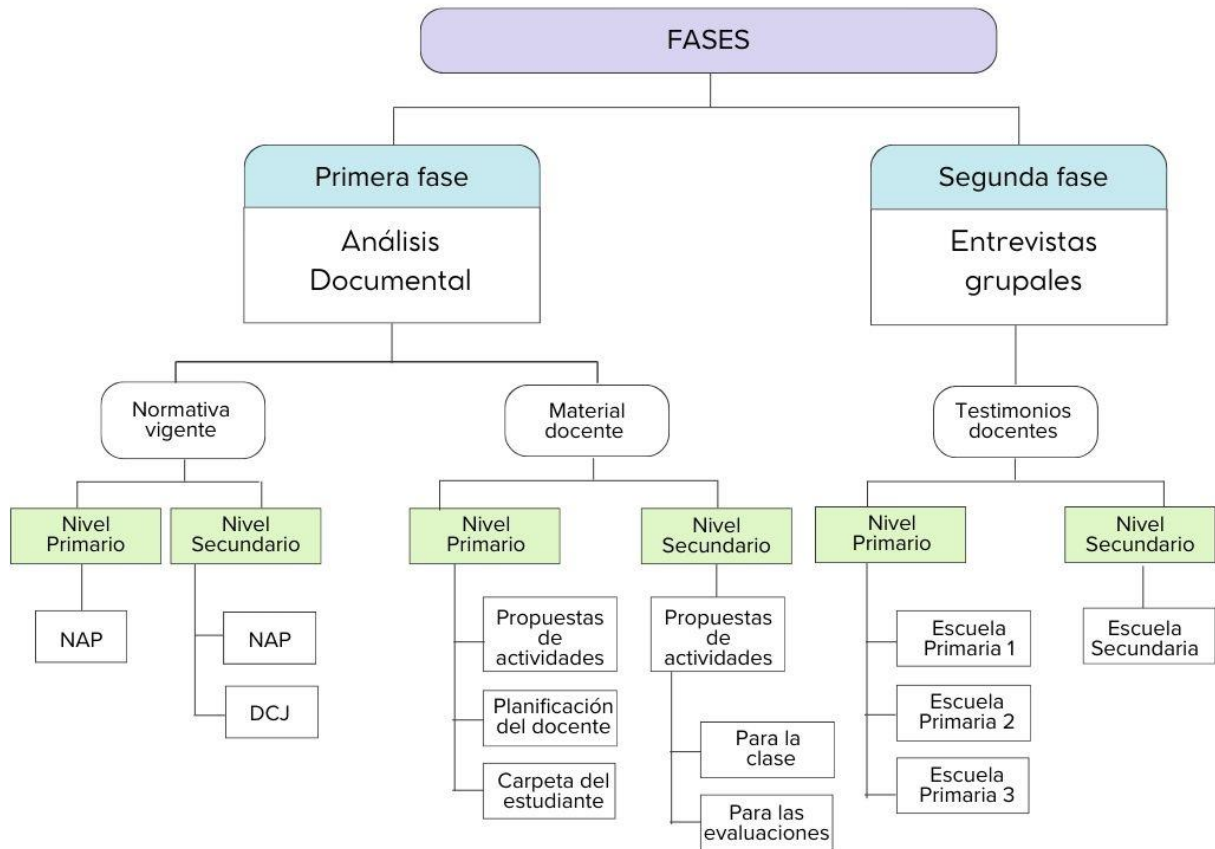 FASES
Primera fase
Análisis
Documental
Segunda fase
Entrevistas
grupales
Normativa
vigente
Material
docente
Testimonios
docentes
Nivel
Primario
Nivel
Secundario
Nivel
Primario
Nivel
Secundario
Nivel
Primario
Nivel
Secundario
NAP
NAP
DCJ
Propuestas
de
actividades
Planificación
del docente
Carpeta del
estudiante
Propuestas
de
actividades
Para la
clase
Para las
evaluaciones
Escuela
Primaria 1
Escuela
Primaria 2
Escuela
Primaria 3
Escuela
Secundaria